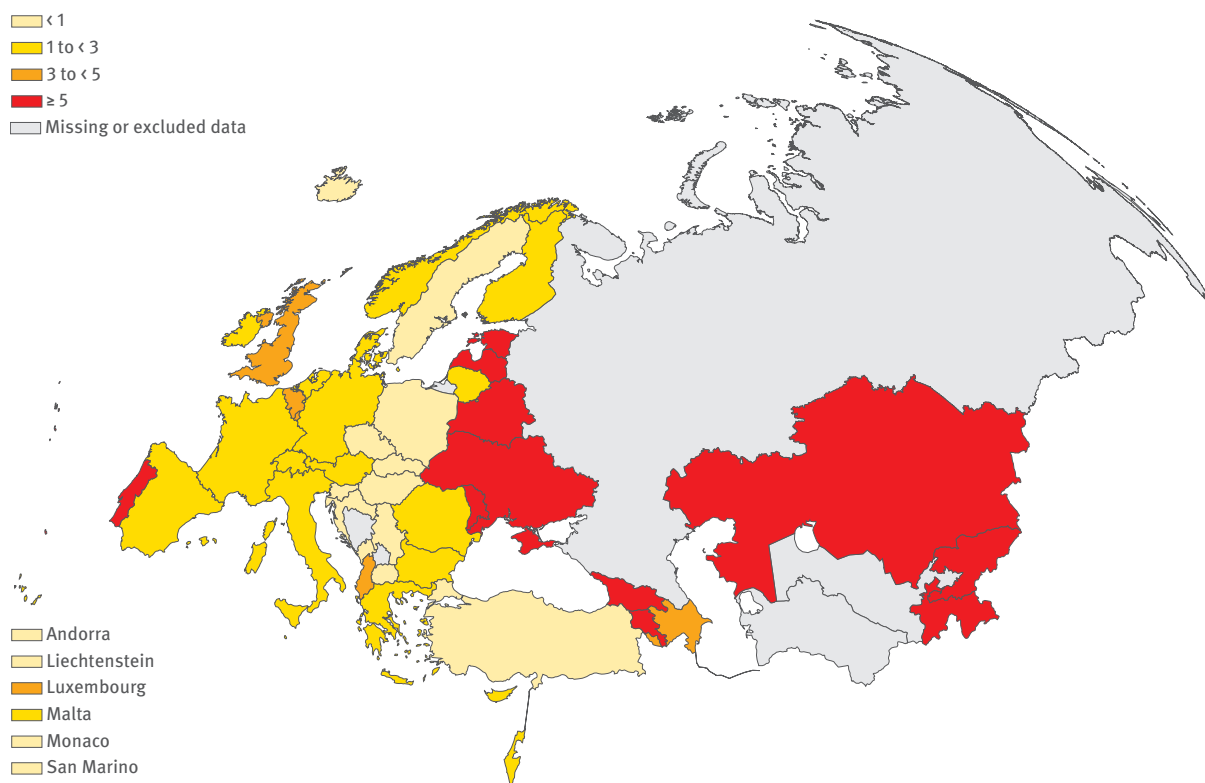 < 1
1 to < 3
3 to < 5
≥ 5
Missing or excluded data
Andorra
Liechtenstein
Luxembourg
Malta
Monaco
San Marino